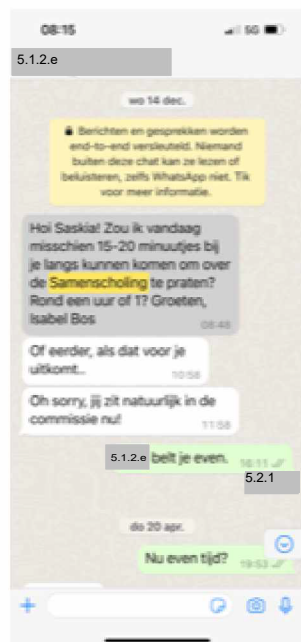 08:15
5G
5.1.2.e
wo 14 dec.
Berichten en gesprekken worden
end-to-end versleuteld. Niemand
buiten deze chat kan ze lezen of
beluisteren, zelfs WhatsApp niet. Tik
voor meer informatie.
Hoi Saskia! Zou ik vandaag
misschien 15-20 minuutjes bij
je langs kunnen komen om over
de Samenscholing te praten?
Rond een uur of 1? Groeten,
Isabel Bos
08:48
Of eerder, als dat voor je
uitkomt..
10:58
Oh sorry, jij zit natuurlijk in de
commissie nu!
11:58
5.1.2.e belt je even.
16:11
5.2.1
do 20 apr.
Nu even tijd?
19:53